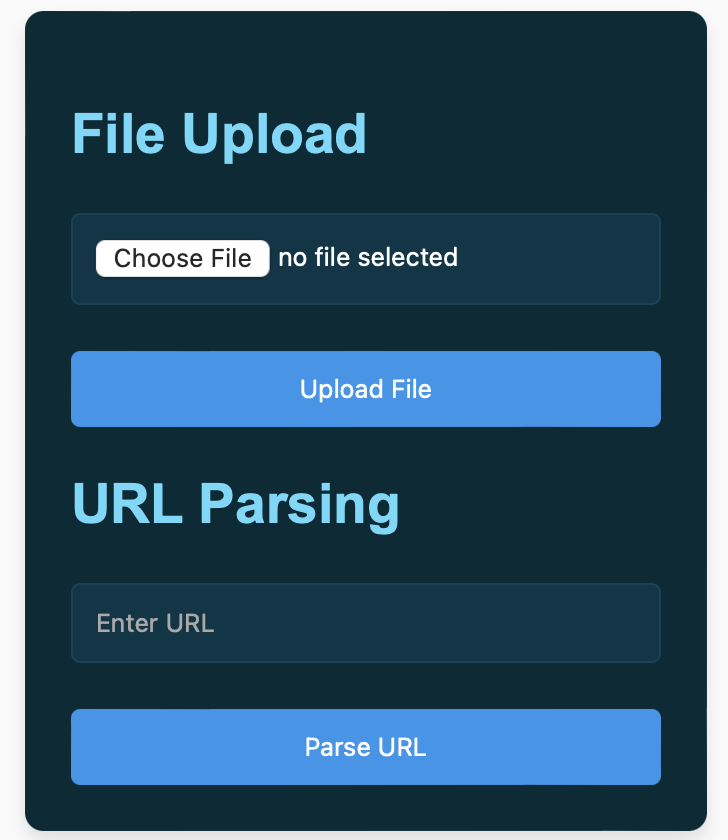 File Upload
Choose File no file selected
Upload File
URL Parsing
Enter URL
Parse URL